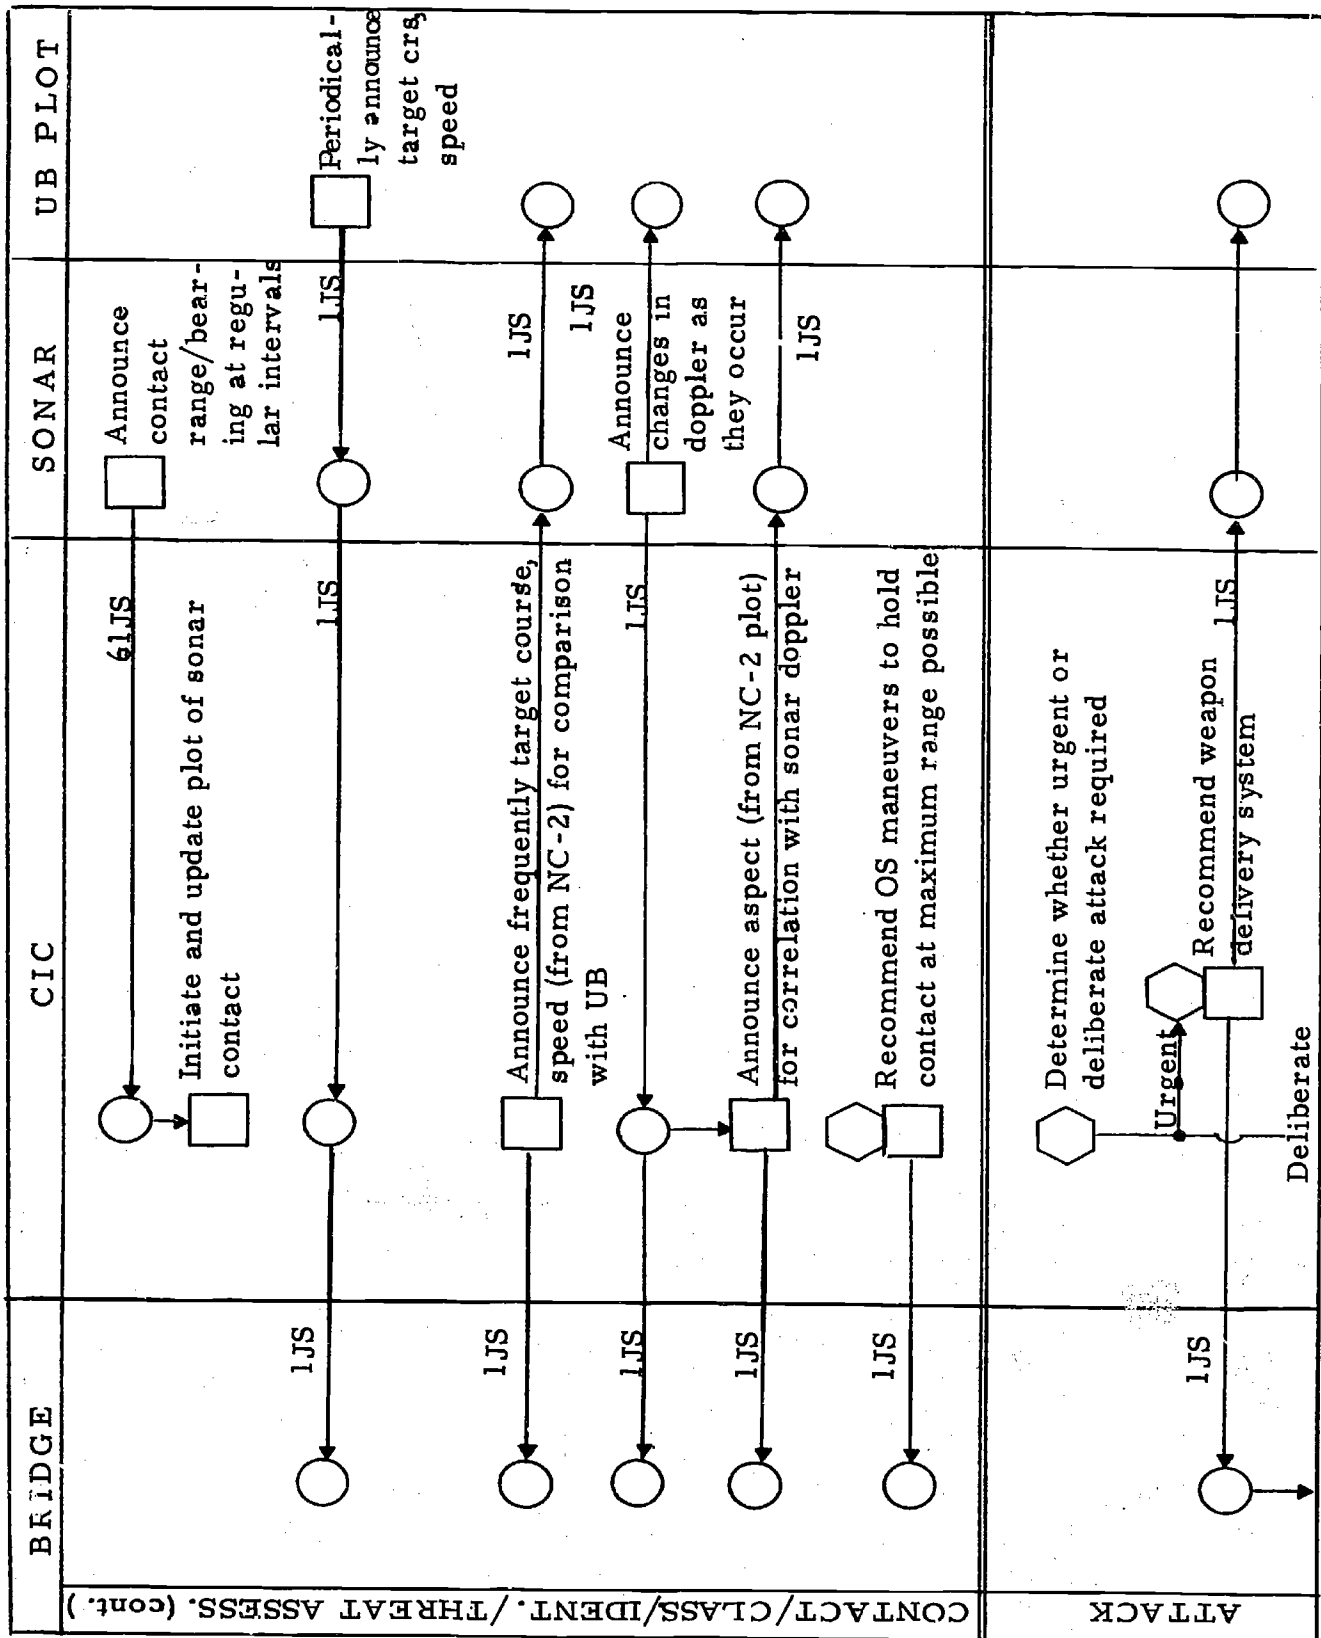 BRIDGE
CIC
SONAR
UB PLOT
CONTACT/CLASS/IDENT./THREAT ASSESS. (cont.)
Announce
contact
range/bear-
ing at regu-
lar intervals
61JS
Initiate and update plot of sonar
contact
Periodical-
ly announce
target crs,
speed
1JS
1JS
1JS
Announce frequently target course,
speed (from NC-2) for comparison
with UB
1JS
1JS
Announce
changes in
doppler as
they occur
1JS
1JS
1JS
Announce aspect (from NC-2 plot)
for correlation with sonar doppler
1JS
1JS
Recommend OS maneuvers to hold
contact at maximum range possible
1JS
ATTACK
Determine whether urgent or
deliberate attack required
Urgent
Recommend weapon
delivery system
1JS
1JS
Deliberate